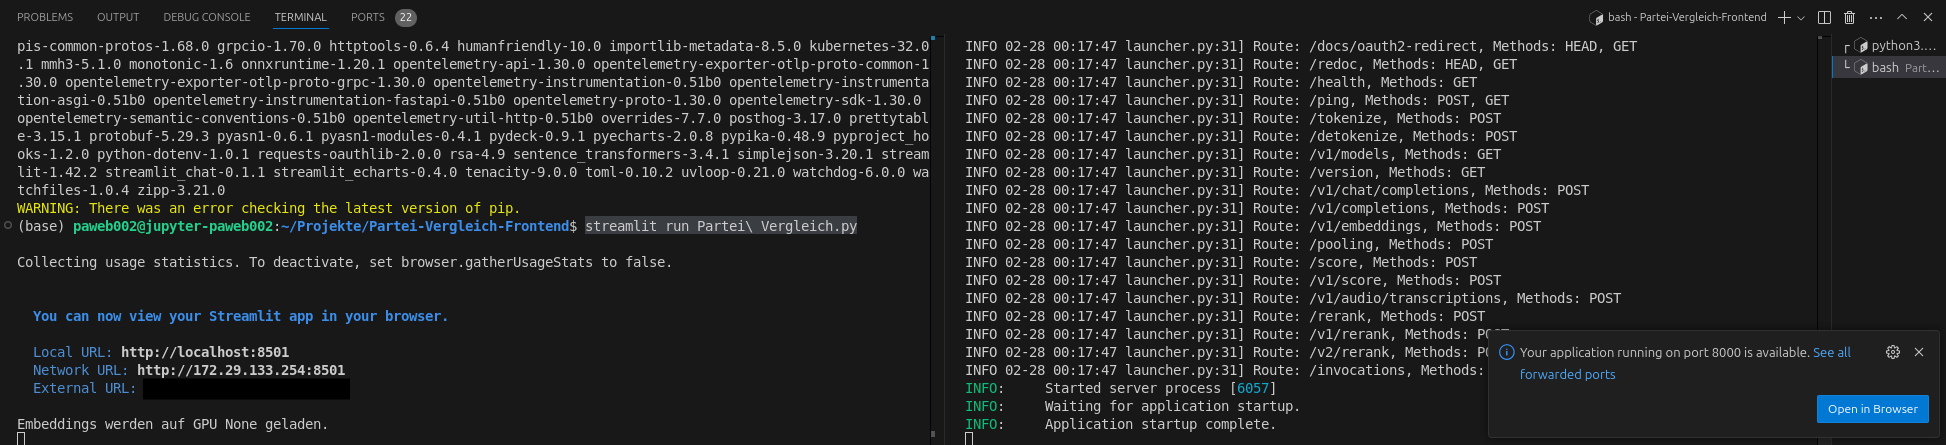 PROBLEMS OUTPUT DEBUG CONSOLE TERMINAL PORTS 22
bash - Partei-Vergleich-Frontend
pis-common-protos-1.68.0 grpcio-1.70.0 httptools-0.6.4 humanfriendly-10.0 importlib-metadata-8.5.0 kubernetes-32.0
.1 mmh3-5.1.0 monotonic-1.6 onnxruntime-1.20.1 opentelemetry-api-1.30.0 opentelemetry-exporter-otlp-proto-common-1
.30.0 opentelemetry-exporter-otlp-proto-grpc-1.30.0 opentelemetry-instrumentation-0.51b0 opentelemetry-instrumenta
tion-asgi-0.51b0 opentelemetry-instrumentation-fastapi-0.51b0 opentelemetry-proto-1.30.0 opentelemetry-sdk-1.30.0
opentelemetry-semantic-conventions-0.51b0 opentelemetry-util-http-0.51b0 overrides-7.7.0 posthog-3.17.0 prettytabl
e-3.15.1 protobuf-5.29.3 pyasn1-0.6.1 pyasn1-modules-0.4.1 pydeck-0.9.1 pyecharts-2.0.8 pypika-0.48.9 pyproject_ho
oks-1.2.0 python-dotenv-1.0.1 requests-oauthlib-2.0.0 rsa-4.9 sentence_transformers-3.4.1 simplejson-3.20.1 stream
lit-1.42.2 streamlit_chat-0.1.1 streamlit_echarts-0.4.0 tenacity-9.0.0 toml-0.10.2 uvloop-0.21.0 watchdog-6.0.0 wa
tchfiles-1.0.4 zipp-3.21.0
WARNING: There was an error checking the latest version of pip.
(base) paweb002@jupyter-paweb002:~/Projekte/Partei-Vergleich-Frontend$ streamlit run Partei\ Vergleich.py
Collecting usage statistics. To deactivate, set browser.gatherUsageStats to false.
You can now view your Streamlit app in your browser.
Local URL: http://localhost:8501
Network URL: http://172.29.133.254:8501
External URL:
Embeddings werden auf GPU None geladen.
INFO 02-28 00:17:47 launcher.py:31] Route: /docs/oauth2-redirect, Methods: HEAD, GET
INFO 02-28 00:17:47 launcher.py:31] Route: /redoc, Methods: HEAD, GET
INFO 02-28 00:17:47 launcher.py:31] Route: /health, Methods: GET
INFO 02-28 00:17:47 launcher.py:31] Route: /ping, Methods: POST, GET
INFO 02-28 00:17:47 launcher.py:31] Route: /tokenize, Methods: POST
INFO 02-28 00:17:47 launcher.py:31] Route: /detokenize, Methods: POST
INFO 02-28 00:17:47 launcher.py:31] Route: /v1/models, Methods: GET
INFO 02-28 00:17:47 launcher.py:31] Route: /version, Methods: GET
INFO 02-28 00:17:47 launcher.py:31] Route: /v1/chat/completions, Methods: POST
INFO 02-28 00:17:47 launcher.py:31] Route: /v1/completions, Methods: POST
INFO 02-28 00:17:47 launcher.py:31] Route: /v1/embeddings, Methods: POST
INFO 02-28 00:17:47 launcher.py:31] Route: /pooling, Methods: POST
INFO 02-28 00:17:47 launcher.py:31] Route: /score, Methods: POST
INFO 02-28 00:17:47 launcher.py:31] Route: /v1/score, Methods: POST
INFO 02-28 00:17:47 launcher.py:31] Route: /v1/audio/transcriptions, Methods: POST
INFO 02-28 00:17:47 launcher.py:31] Route: /rerank, Methods: POST
INFO 02-28 00:17:47 launcher.py:31] Route: /v1/rerank, Methods:
INFO 02-28 00:17:47 launcher.py:31] Route: /v2/rerank, Methods:
INFO 02-28 00:17:47 launcher.py:31] Route: /invocations, Methods:
INFO: Started server process [6057]
INFO: Waiting for application startup.
INFO: Application startup complete.
python3....
bash Part...
Your application running on port 8000 is available. See all
forwarded ports
Open in Browser